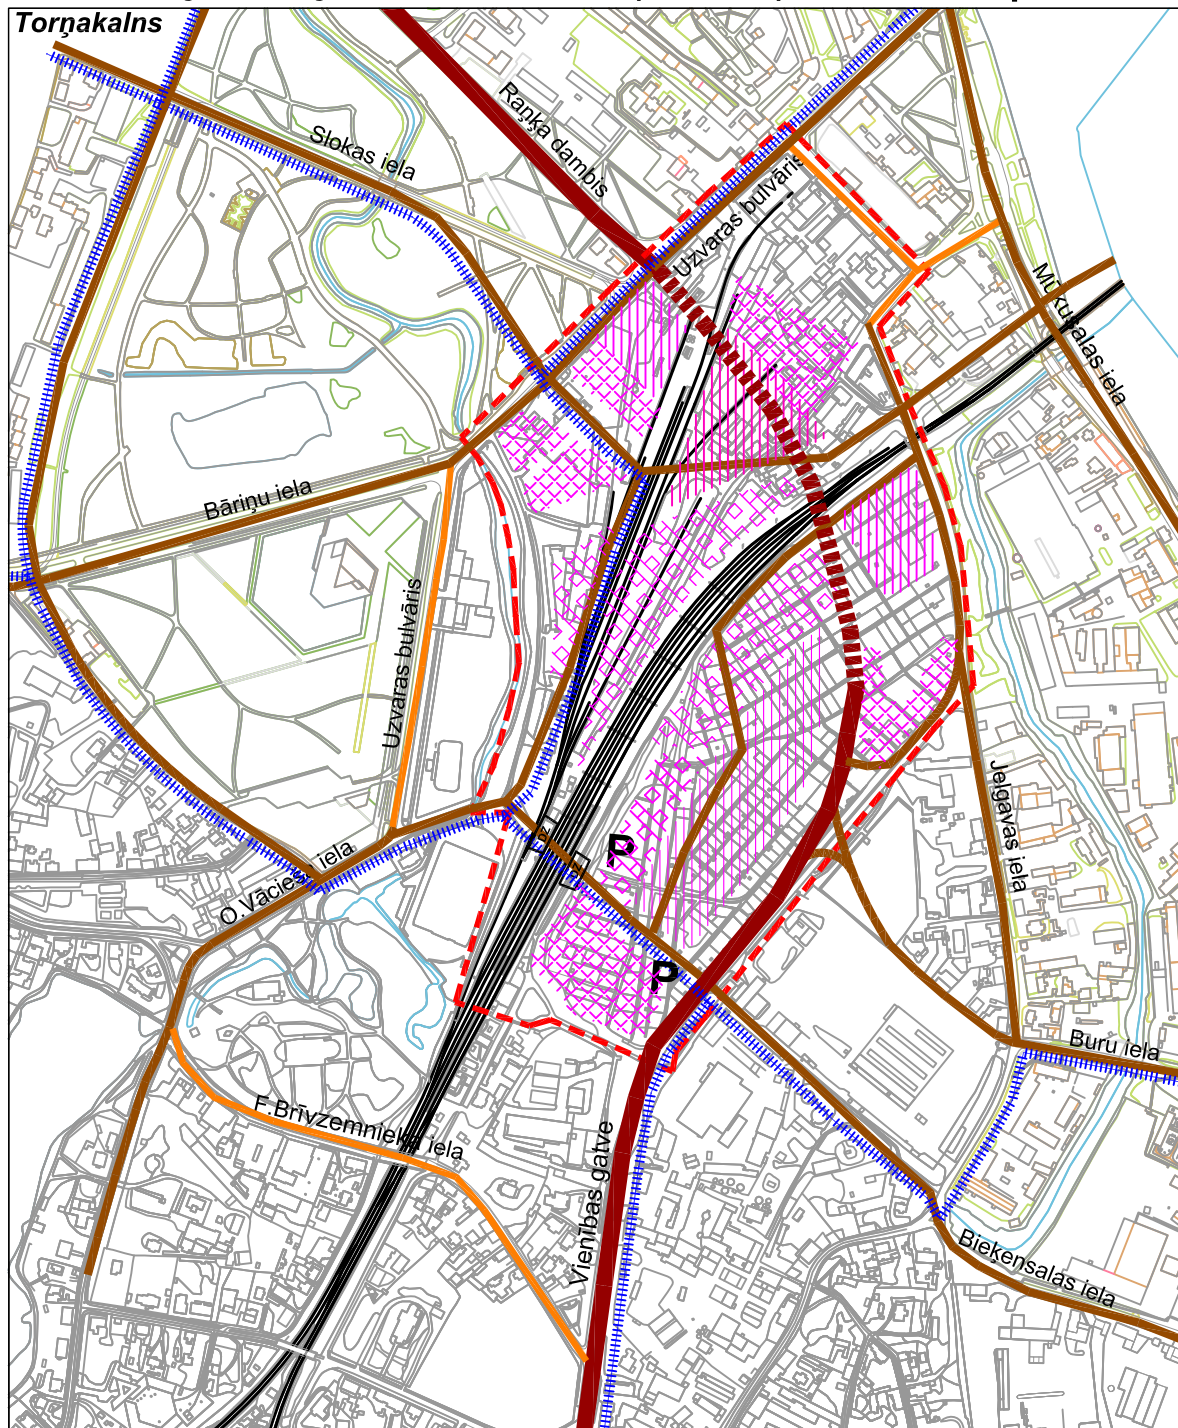 Torņakalns
Slokas iela
Raņķa dambis
Uzvaras bulvāris
Mūkusalas iela
Bāriņu iela
Uzvaras bulvāris
Jelgavas iela
O.Vācieša iela
P
P
Buru iela
F.Brīvzemnieka iela
Vienības gatve
Bieķensalas iela